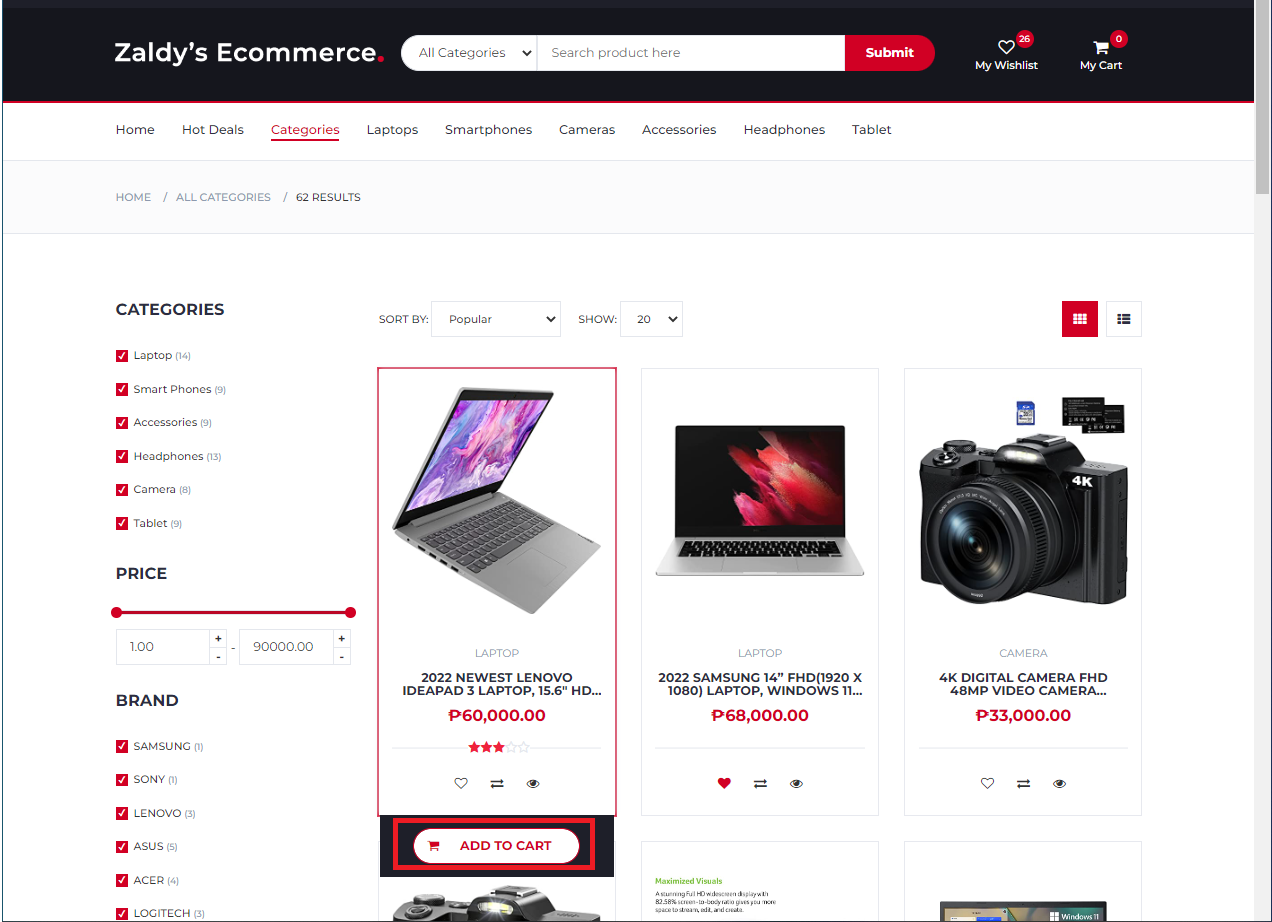 Zaldy's Ecommerce.
All Categories
Search product here
Submit
26
My Wishlist
0
My Cart
Home Hot Deals Categories Laptops Smartphones Cameras Accessories Headphones Tablet
HOME / ALL CATEGORIES / 62 RESULTS
CATEGORIES
Laptop (14)
Smart Phones (9)
Accessories (9)
Headphones (13)
Camera (8)
Tablet (9)
PRICE
1.00 + - - 90000.00 + -
BRAND
SAMSUNG (1)
SONY (1)
LENOVO (3)
ASUS (5)
ACER (4)
LOGITECH (3)
SORT BY: Popular SHOW: 20
LAPTOP
2022 NEWEST LENOVO
IDEAPAD 3 LAPTOP, 15.6" HD...
₱60,000.00
ADD TO CART
LAPTOP
2022 SAMSUNG 14” FHD(1920 X
1080) LAPTOP, WINDOWS 11...
₱68,000.00
4K
CAMERA
4K DIGITAL CAMERA FHD
48MP VIDEO CAMERA...
₱33,000.00
Maximized Visuals
A stunning Full HD widescreen display with
82.58% screen-to-body ratio gives you more
space to stream, edit, and create.
Windows 11